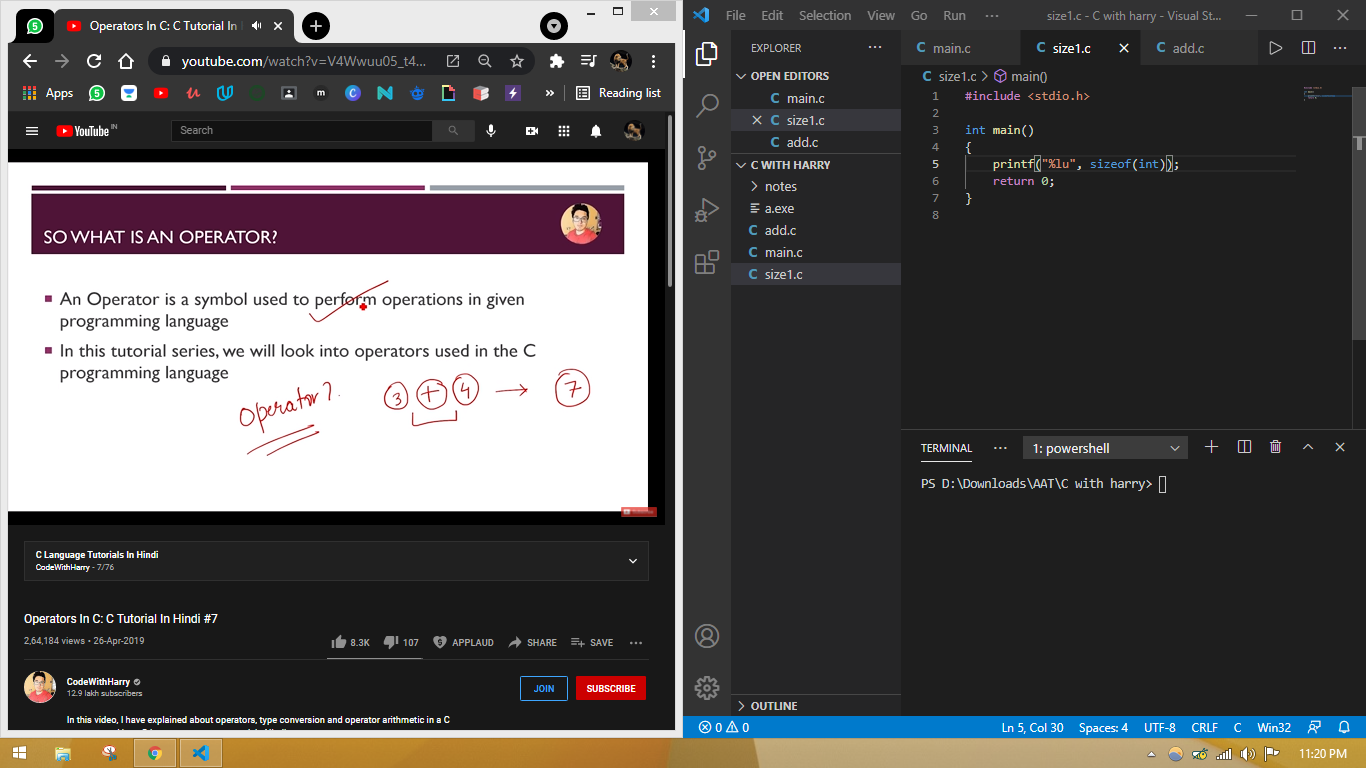 Operators In C: C Tutorial In
youtube.com/watch?v=V4Wwuu05_t4...
Apps
Reading list
YouTube IN
Search
SO WHAT IS AN OPERATOR?
An Operator is a symbol used to perform operations in given
programming language
In this tutorial series, we will look into operators used in the C
programming language
Operator?
3 + 4 → 7
C Language Tutorials In Hindi
CodeWithHarry - 7/76
Operators In C: C Tutorial In Hindi #7
2,64,184 views • 26-Apr-2019
8.3K
107
APPLAUD
SHARE
SAVE
CodeWithHarry
12.9 lakh subscribers
JOIN
SUBSCRIBE
In this video, I have explained about operators, type conversion and operator arithmetic in a C
File Edit Selection View Go Run ···
size1.c - C with harry - Visual St...
EXPLORER
OPEN EDITORS
main.c
size1.c
add.c
C WITH HARRY
notes
a.exe
add.c
main.c
size1.c
OUTLINE
main.c
size1.c
add.c
size1.c > main()
1 #include <stdio.h>
2
3 int main()
4 {
5 printf("%lu", sizeof(int));
6 return 0;
7 }
8
TERMINAL
1: powershell
PS D:\Downloads\AAT\C with harry>
0 0
Ln 5, Col 30
Spaces: 4
UTF-8
CRLF
C
Win32
11:20 PM